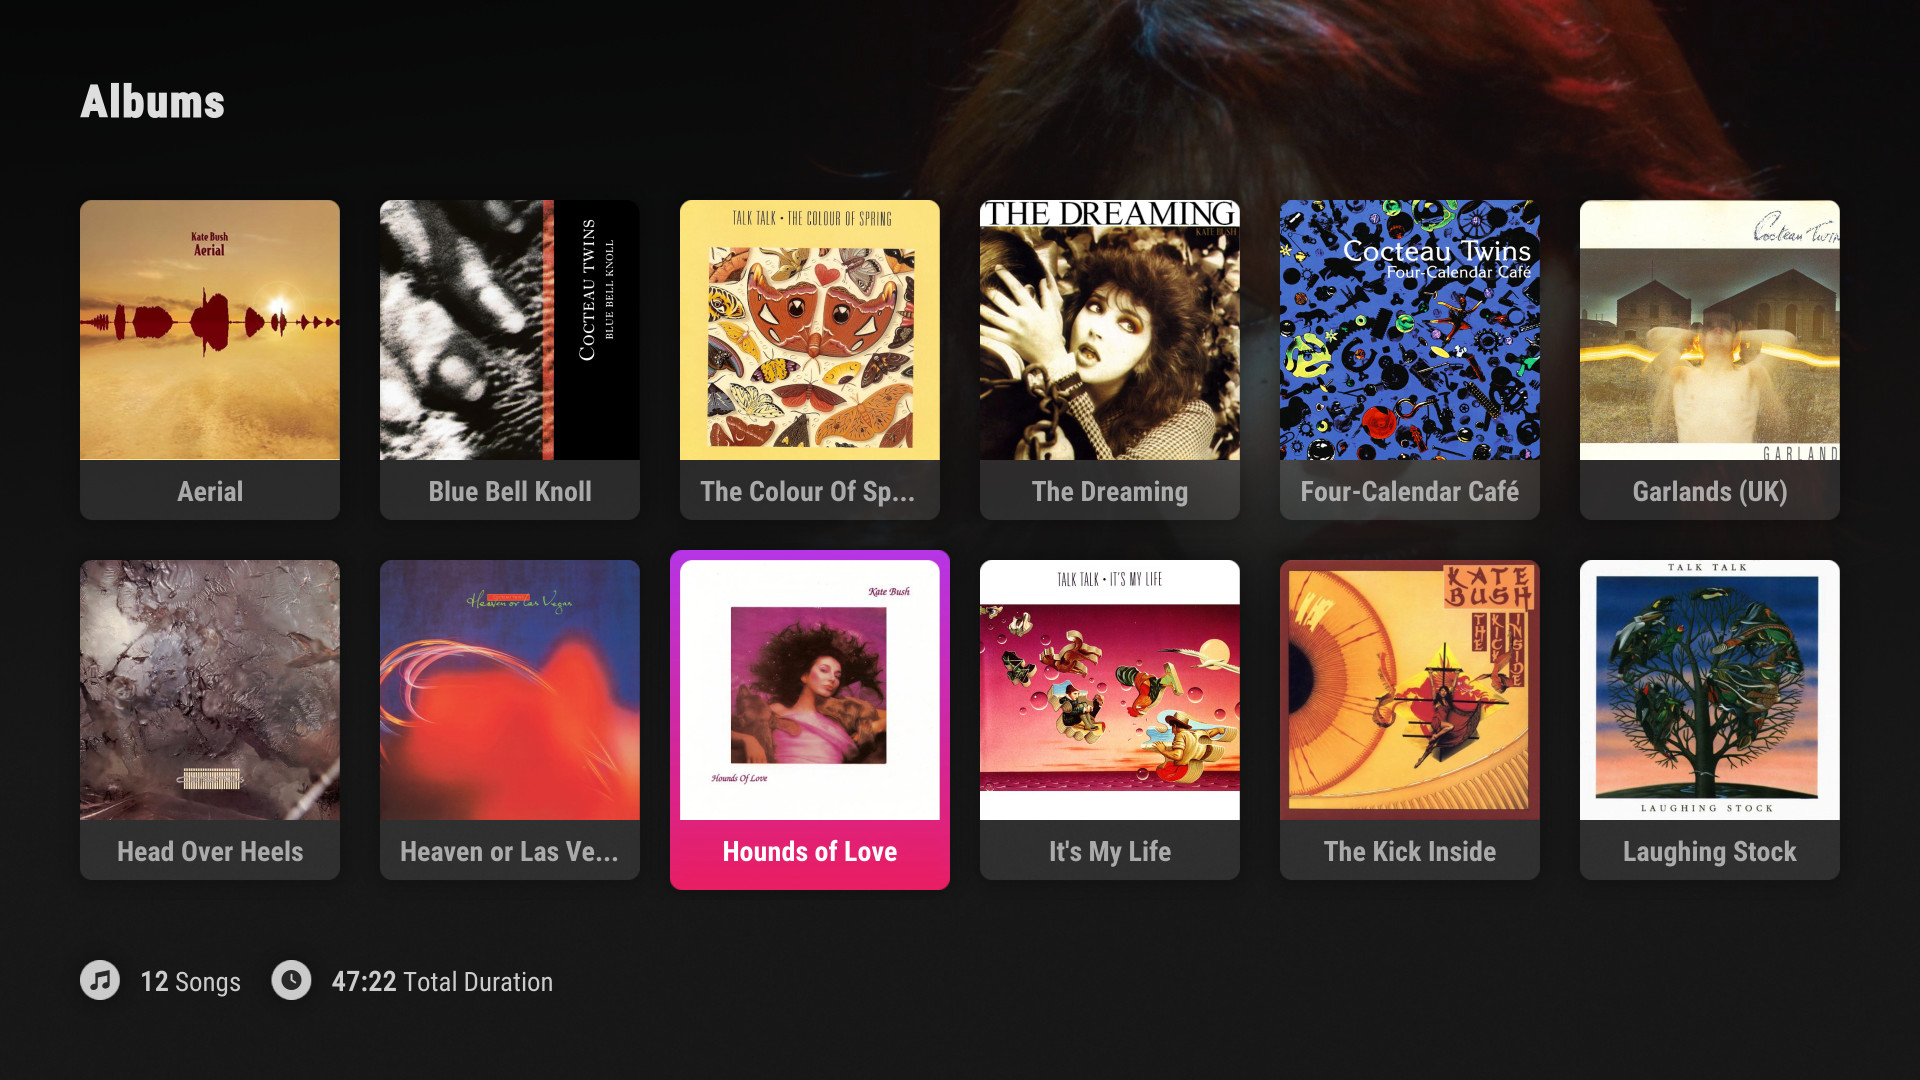 Albums
Kate Bush
Aerial
COCTEAU TWINS
BLUE BELL KNOLL
TALK TALK • THE COLOUR OF SPRING
THE DREAMING
KATE BUSH
Cocteau Twins
Four-Calendar Café
Cocteau Twin
GARLAND
Aerial
Blue Bell Knoll
The Colour Of Sp...
The Dreaming
Four-Calendar Café
Garlands (UK)
Heaven or Las Vegas
Kate Bush
Hounds Of Love
TALK TALK • IT'S MY LIFE
KATE
BUSH
THE
KICK
INSIDE
TALK TALK
LAUGHING STOCK
Head Over Heels
Heaven or Las Ve...
Hounds of Love
It's My Life
The Kick Inside
Laughing Stock
12 Songs
47:22 Total Duration